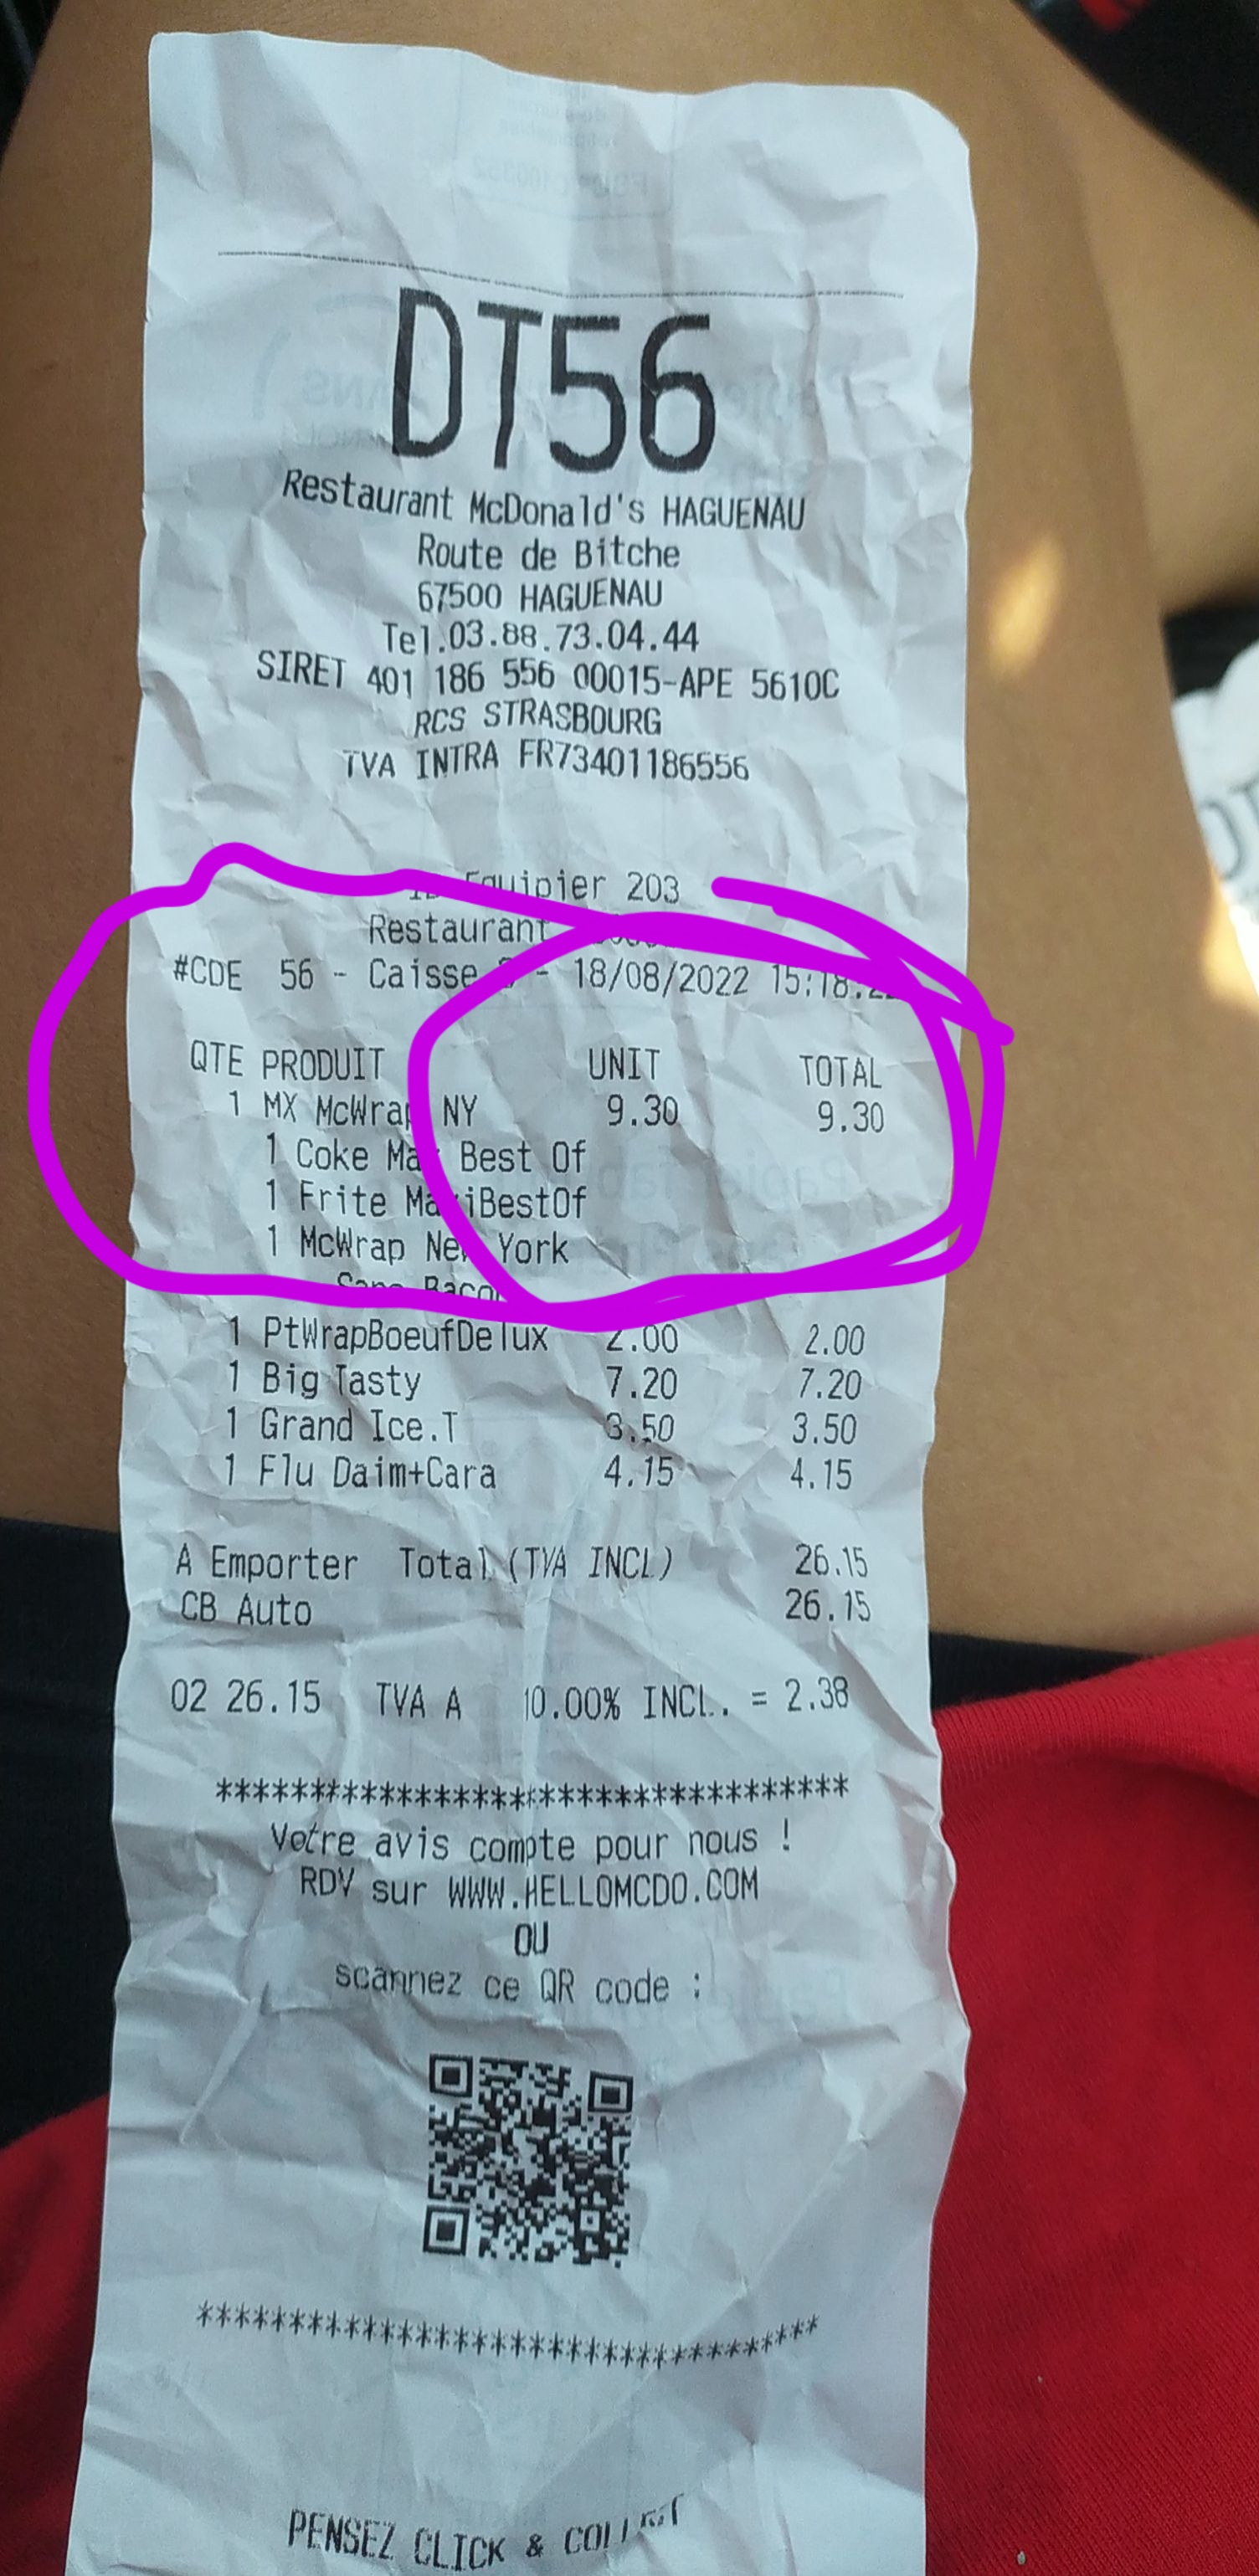 DT56
Restaurant McDonald's HAGUENAU
Route de Bitche
67500 HAGUENAU
Tel.03.88.73.04.44
SIRET 401 186 556 00015-APE 5610C
RCS STRASBOURG
TVA INTRA FR73401186556
Equipier 203
Restaurant
#CDE 56 - Caisse - 18/08/2022
QTE PRODUIT UNIT TOTAL
1 MX McWrap NY 9.30 9.30
1 Coke Max Best Of
1 Frite MaxiBestOf
1 McWrap New York
Sans Bacon
1 PtWrapBoeufDelux 2.00 2.00
1 Big Tasty 7.20 7.20
1 Grand Ice.T 3.50 3.50
1 Flu Daim+Cara 4.15 4.15
A Emporter Total (TVA INCL) 26.15
CB Auto 26.15
02 26.15 TVA A 10.00% INCL. = 2.38
**********************************
Votre avis compte pour nous !
RDV sur WWW.HELLOMCDO.COM
OU
scannez ce QR code :
**********************************
PENSEZ CLICK & COLLECT